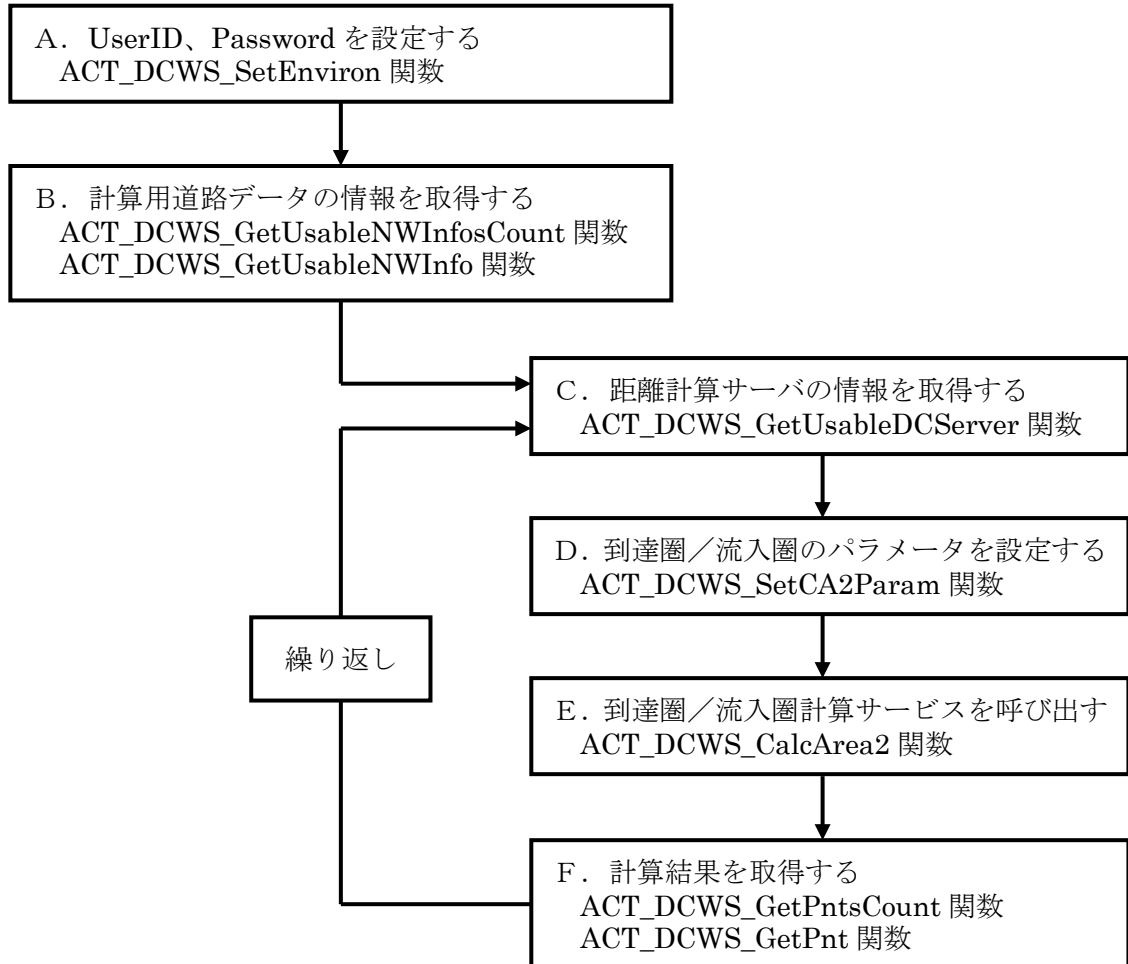 A．UserID、Password を設定する
ACT_DCWS_SetEnviron 関数
B．計算用道路データの情報を取得する
ACT_DCWS_GetUsableNWInfosCount 関数
ACT_DCWS_GetUsableNWInfo 関数
C．距離計算サーバの情報を取得する
ACT_DCWS_GetUsableDCServer 関数
D．到達圏／流入圏のパラメータを設定する
ACT_DCWS_SetCA2Param 関数
繰り返し
E．到達圏／流入圏計算サービスを呼び出す
ACT_DCWS_CalcArea2 関数
F．計算結果を取得する
ACT_DCWS_GetPntsCount 関数
ACT_DCWS_GetPnt 関数